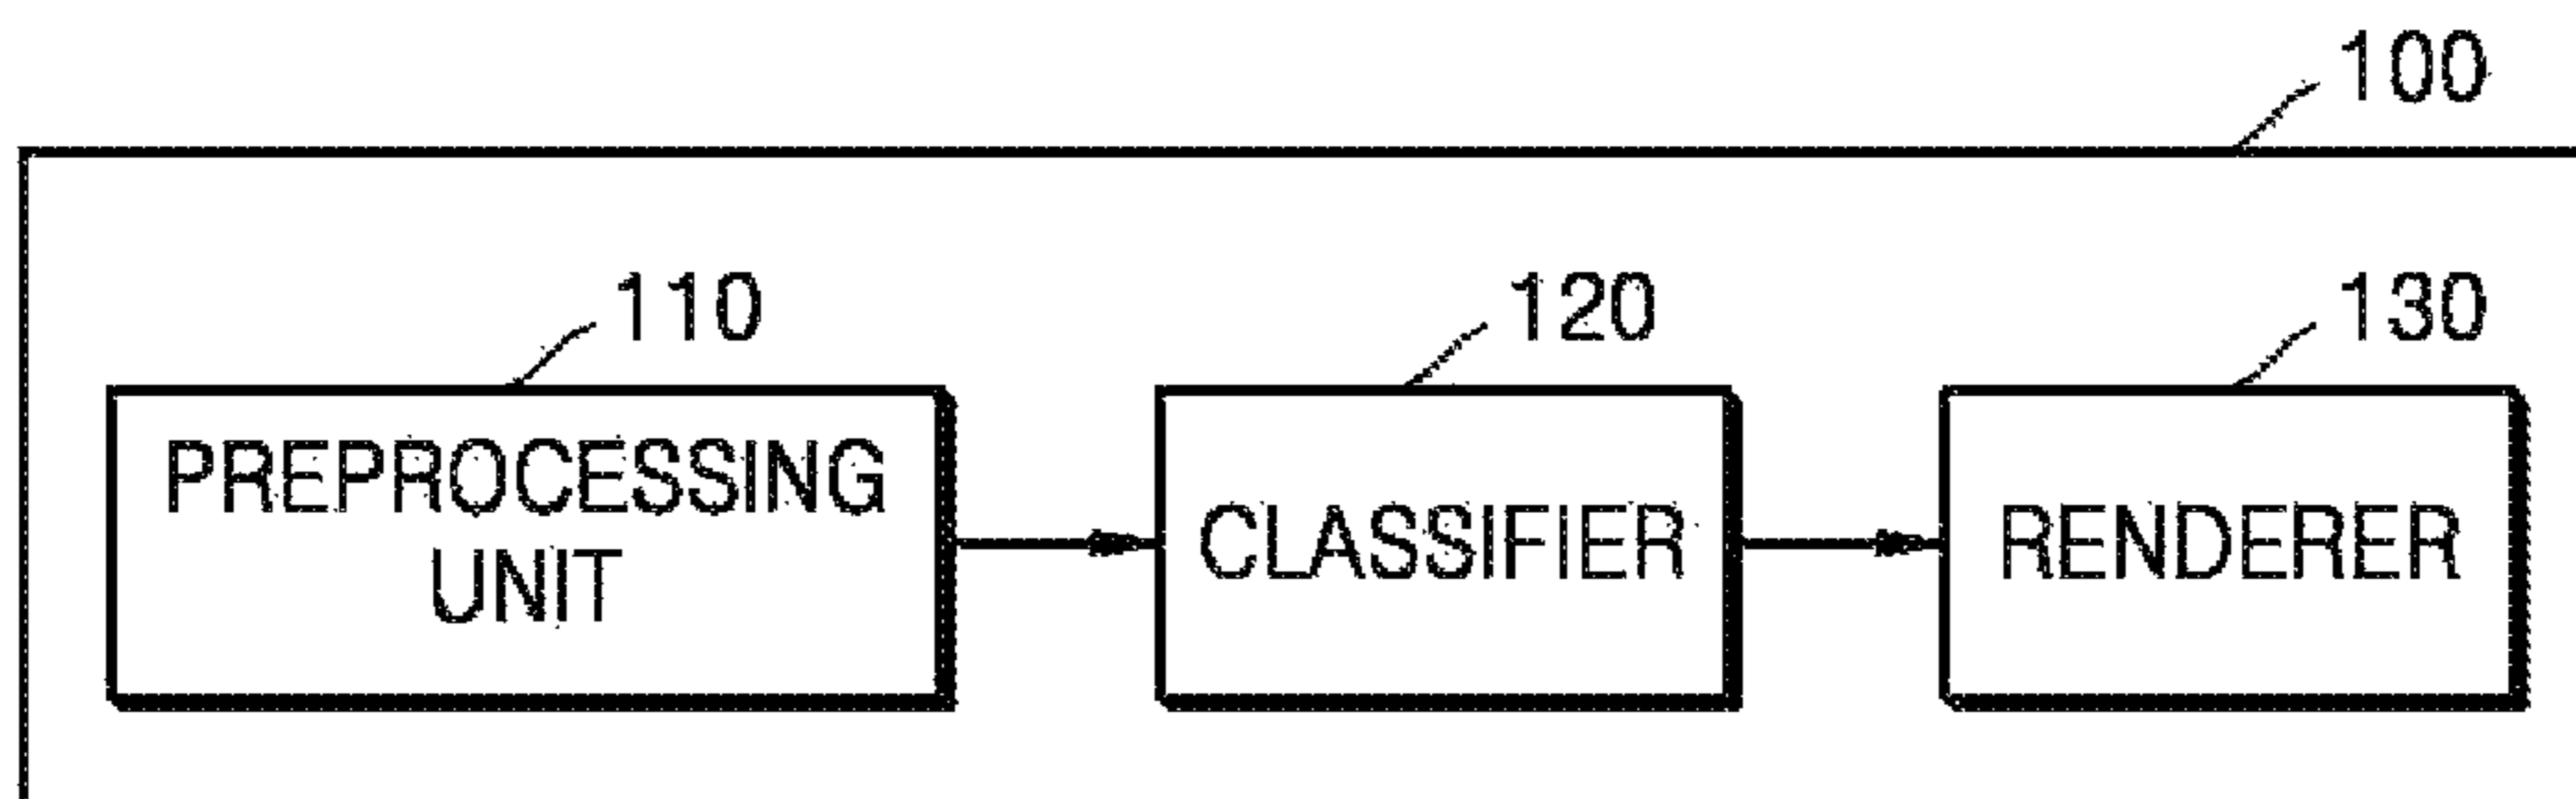 100
110
120
130
PREPROCESSING
UNIT
CLASSIFIER
RENDERER